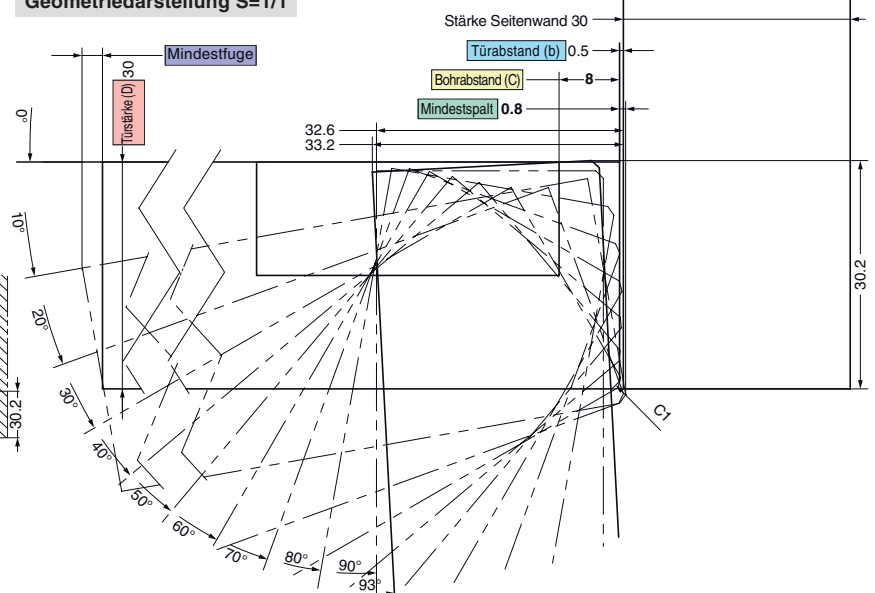 Geometriedarstellung S=1/1
Stärke Seitenwand 30
Mindestfuge
Türabstand (b) 0.5
Bohrabstand (C) 8
Mindestspalt 0.8
Türstärke (D) 30
32.6
33.2
0°
10°
20°
30°
40°
50°
60°
70°
80°
90°
93°
30.2
30.2
C1